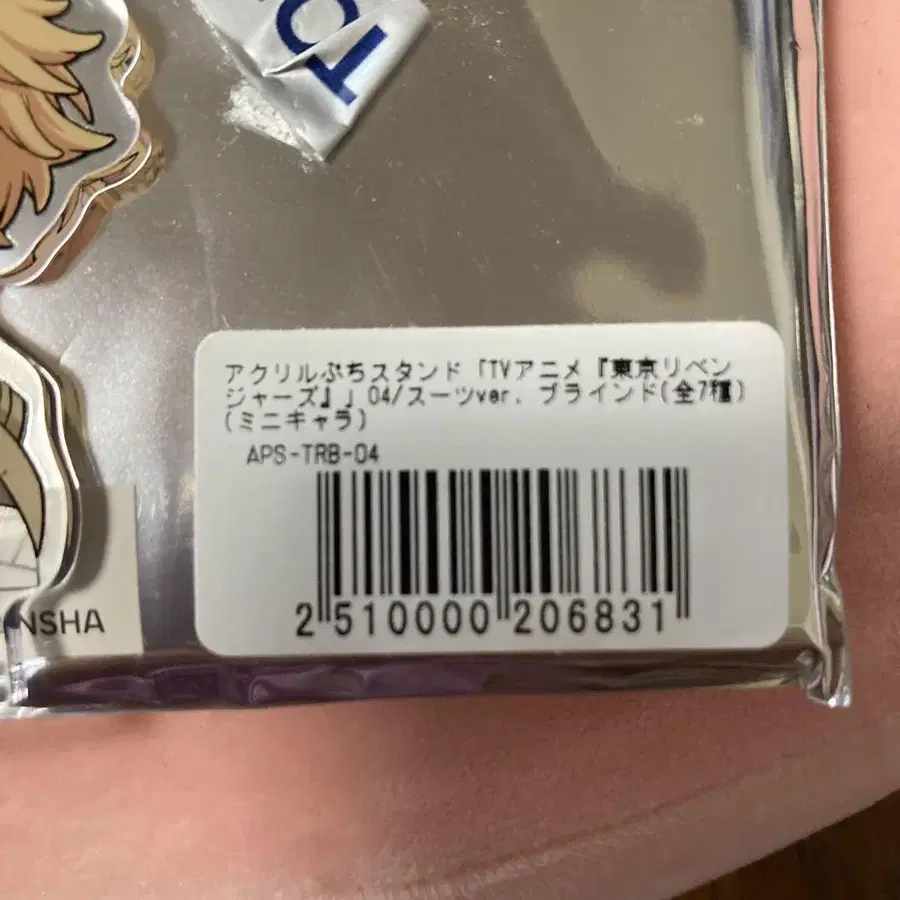 TO
アクリルぷちスタンド「TVアニメ『東京リベン
ジャーズ』」04/スーツver. ブラインド(全7種)
(ミニキャラ)
APS-TRB-04
2 510000 206831
NSHA